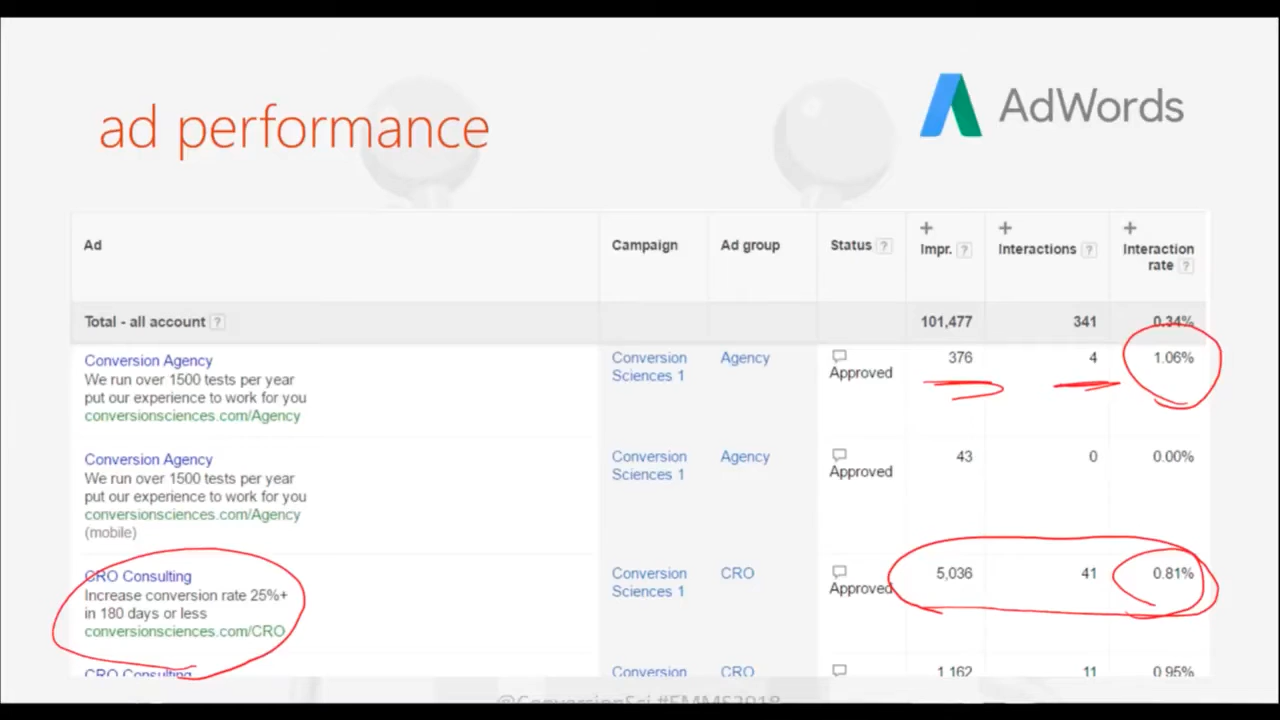 ad performance
AdWords
Ad Campaign Ad group Status ? Impr. ? Interactions ? Interaction rate ?
Total - all account ? 101,477 341 0.34%
Conversion Agency Conversion Agency 376 4 1.06%
We run over 1500 tests per year Sciences 1 Approved
put our experience to work for you
conversionsciences.com/Agency
Conversion Agency Conversion Agency 43 0 0.00%
We run over 1500 tests per year Sciences 1 Approved
put our experience to work for you
conversionsciences.com/Agency
(mobile)
CRO Consulting Conversion CRO 5,036 41 0.81%
Increase conversion rate 25%+ Sciences 1 Approved
in 180 days or less
conversionsciences.com/CRO
CRO Consulting Conversion CRO 1,162 11 0.95%
@ConversionSci #EMMS2018